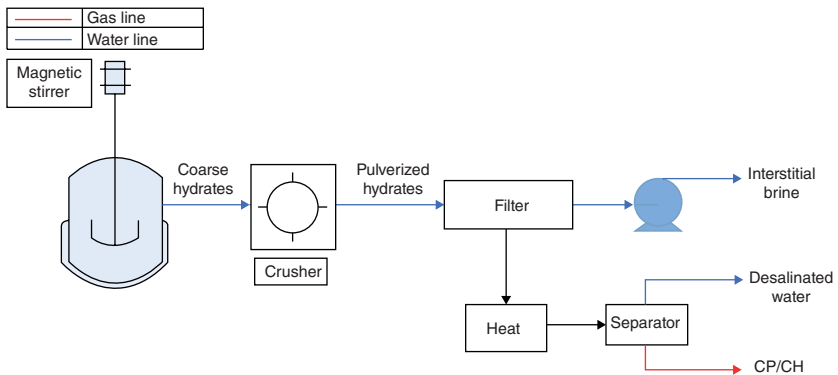 Gas line
Water line
Magnetic
stirrer
Coarse
hydrates
Crusher
Pulverized
hydrates
Filter
Interstitial
brine
Heat
Separator
Desalinated
water
CP/CH